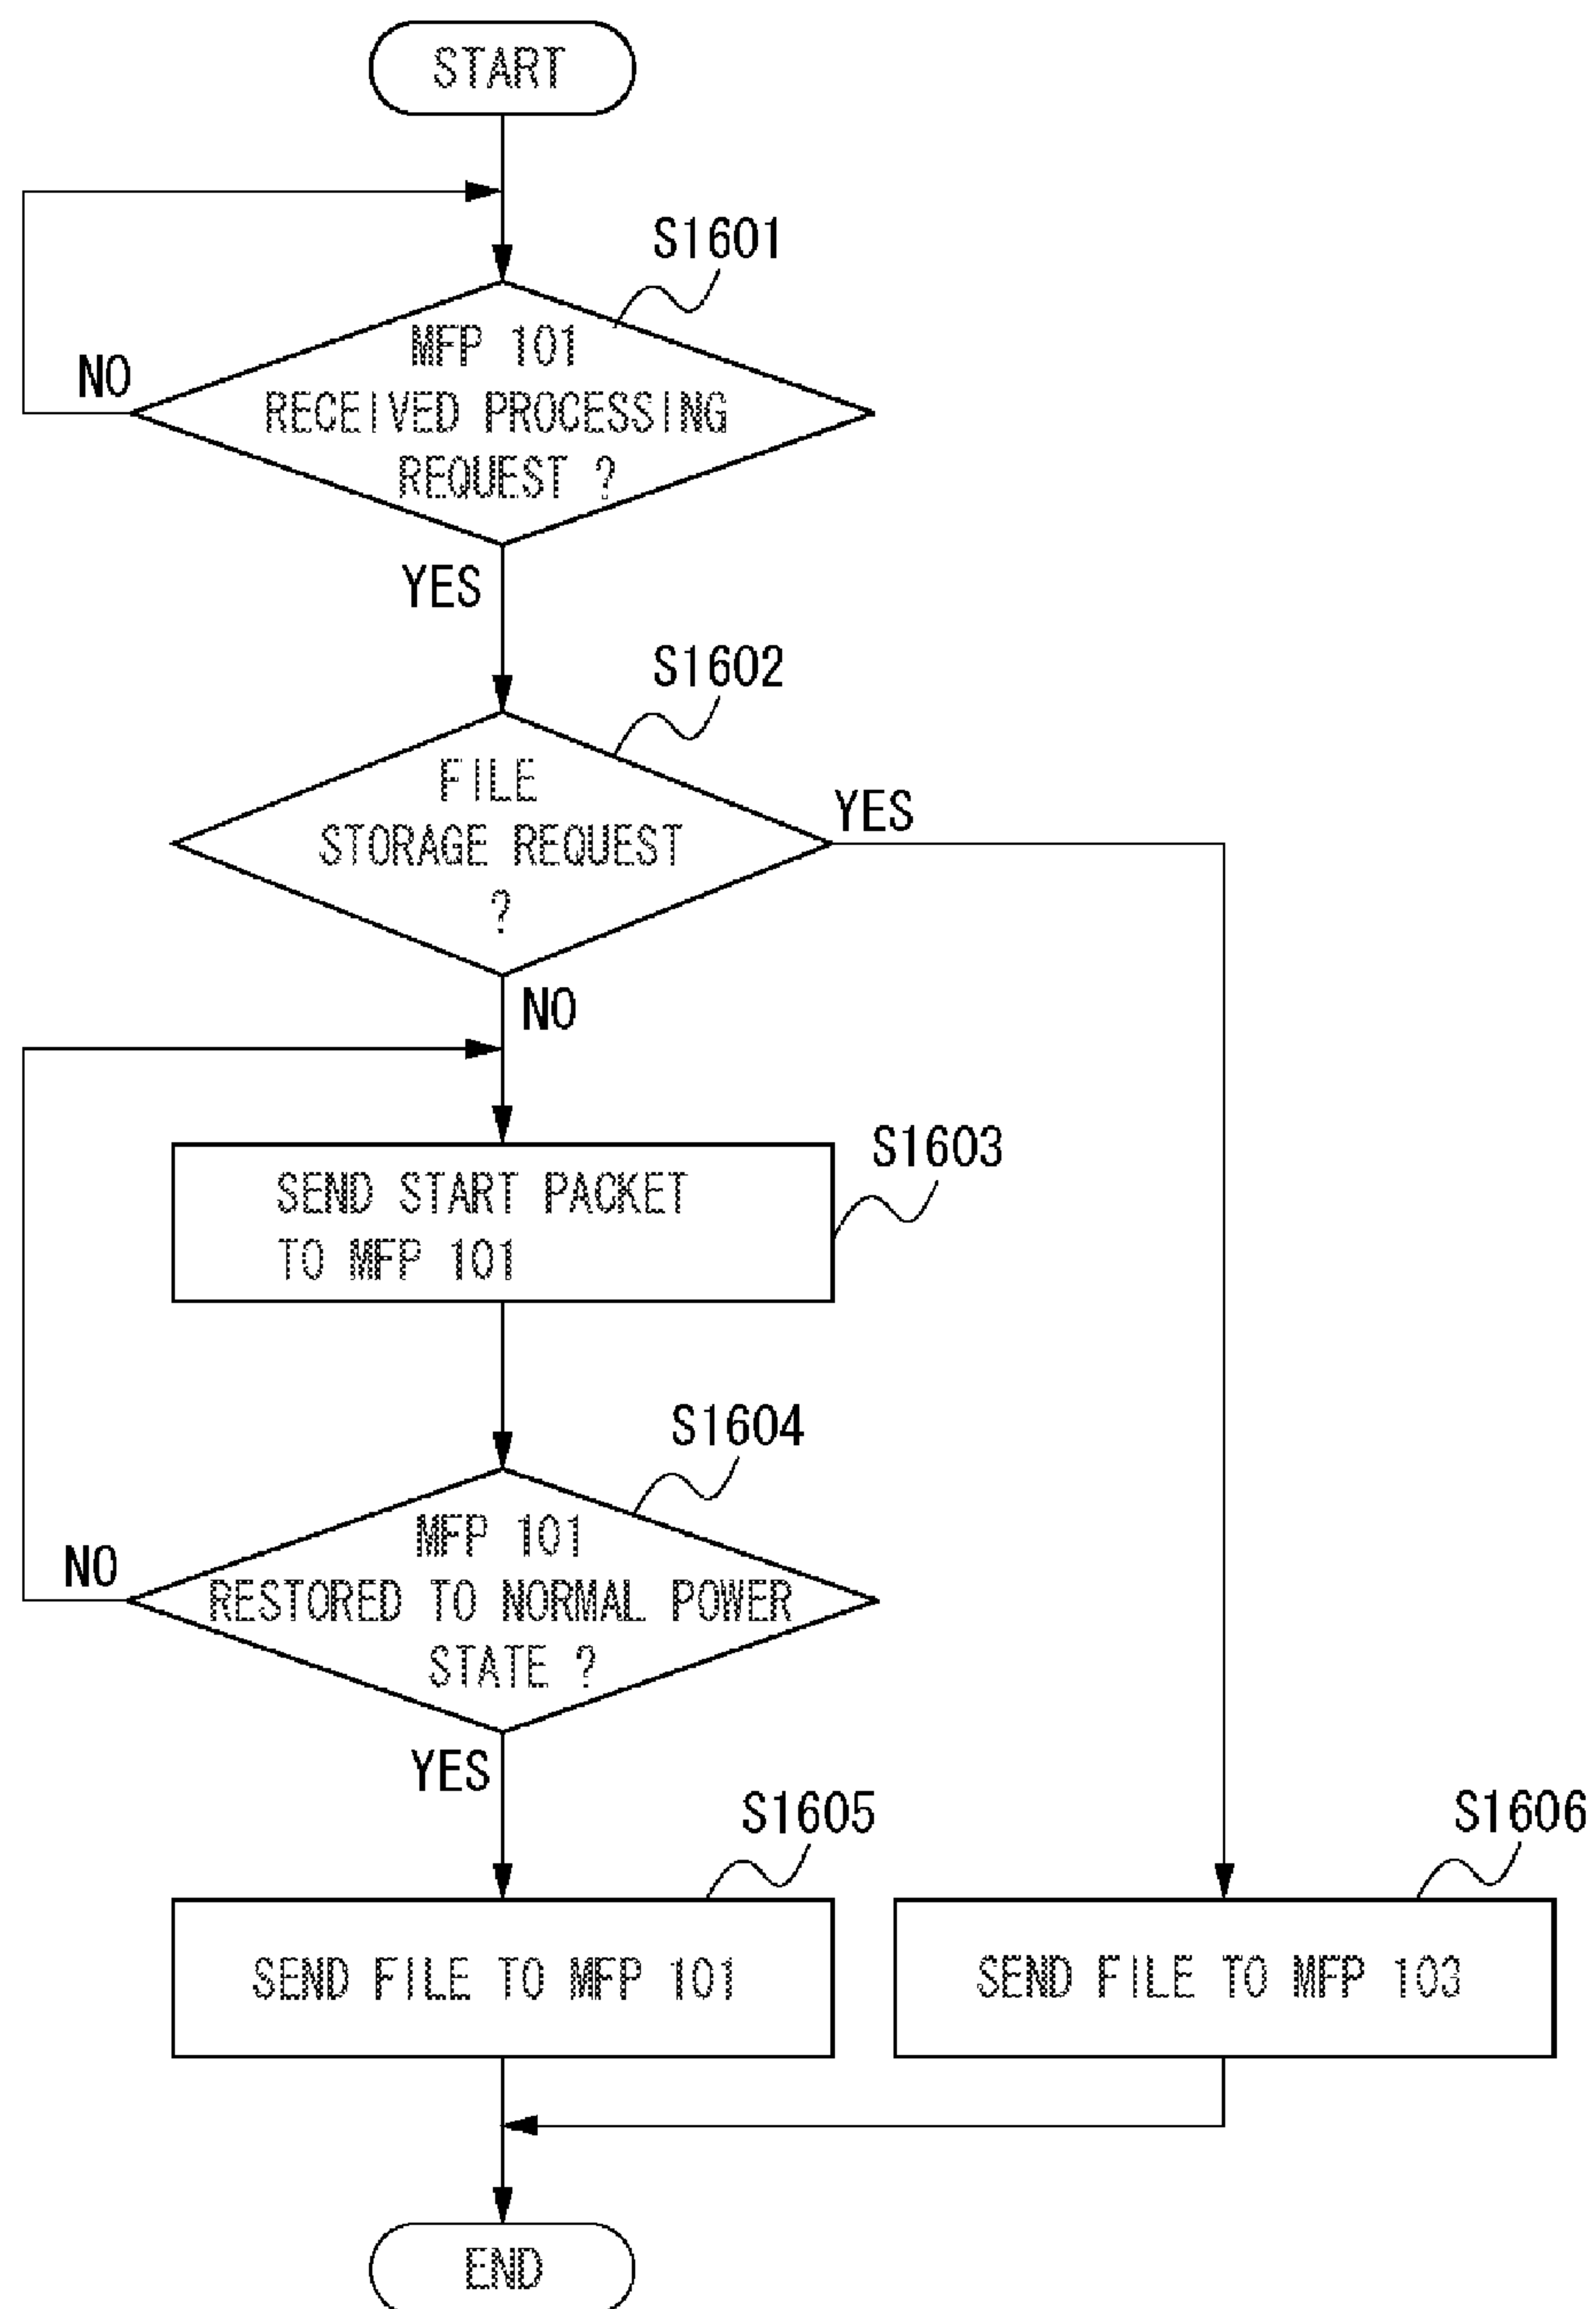 START
S1601
MFP 101
RECEIVED PROCESSING
REQUEST ?
NO
YES
S1602
FILE
STORAGE REQUEST
?
YES
NO
S1603
SEND START PACKET
TO MFP 101
S1604
MFP 101
RESTORED TO NORMAL POWER
STATE ?
NO
YES
S1605
SEND FILE TO MFP 101
S1606
SEND FILE TO MFP 103
END